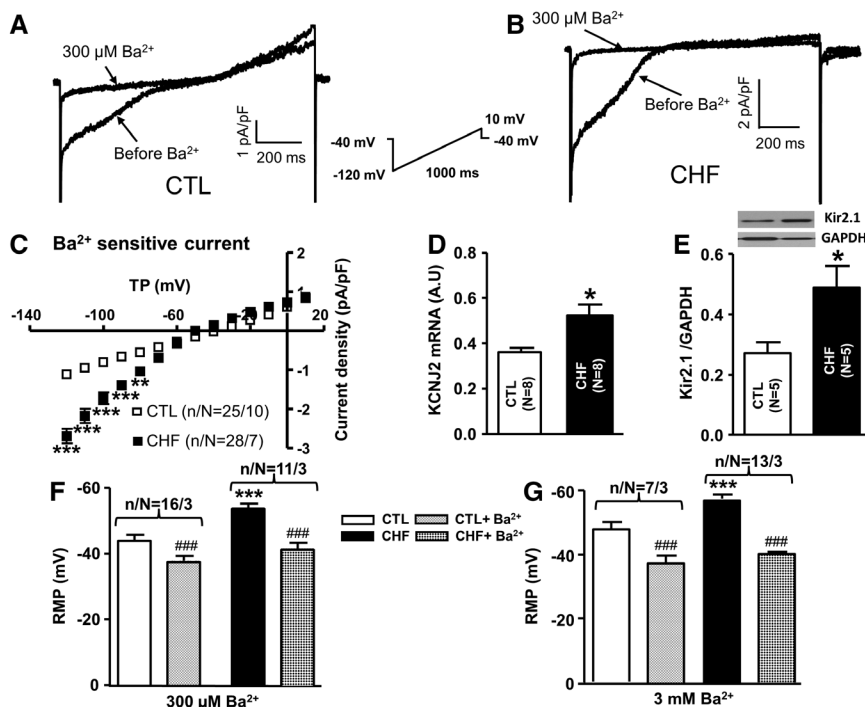 A
300 µM Ba²⁺
Before Ba²⁺
CTL
1 pA/pF
200 ms
-40 mV
-120 mV
1000 ms
10 mV
-40 mV
B
300 µM Ba²⁺
Before Ba²⁺
CHF
2 pA/pF
200 ms
C
Ba²⁺ sensitive current
TP (mV)
-140
-100
-60
-20
20
2
1
-1
-2
-3
Current density (pA/pF)
**
***
***
***
***
CTL (n/N=25/10)
CHF (n/N=28/7)
D
KCNJ2 mRNA (A.U)
0.8
0.6
0.4
0.2
0.0
*
CTL
(N=8)
CHF
(N=8)
Kir2.1
GAPDH
E
Kir2.1 /GAPDH
0.6
0.4
0.2
0.0
*
CTL
(N=5)
CHF
(N=5)
F
RMP (mV)
-60
-40
-20
0
n/N=16/3
n/N=11/3
###
***
###
300 µM Ba²⁺
CTL
CTL+ Ba²⁺
CHF
CHF+ Ba²⁺
G
RMP (mV)
-60
-40
-20
0
n/N=7/3
n/N=13/3
###
***
###
3 mM Ba²⁺